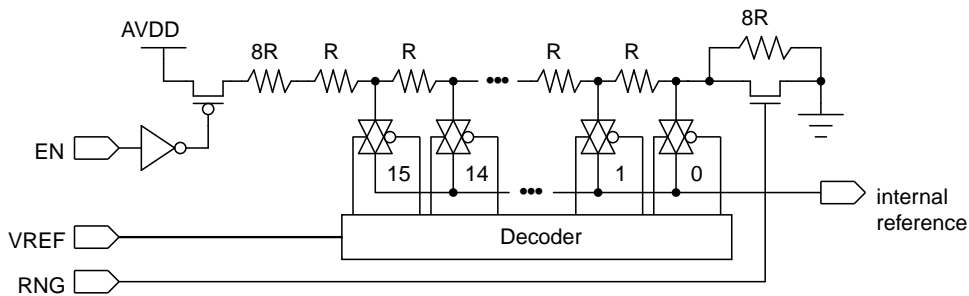 AVDD
8R
R
R
R
R
8R
EN
15
14
1
0
internal
reference
VREF
Decoder
RNG